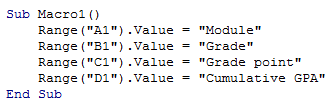 Sub Macro1()
    Range("A1").Value = "Module"
    Range("B1").Value = "Grade"
    Range("C1").Value = "Grade point"
    Range("D1").Value = "Cumulative GPA"
End Sub